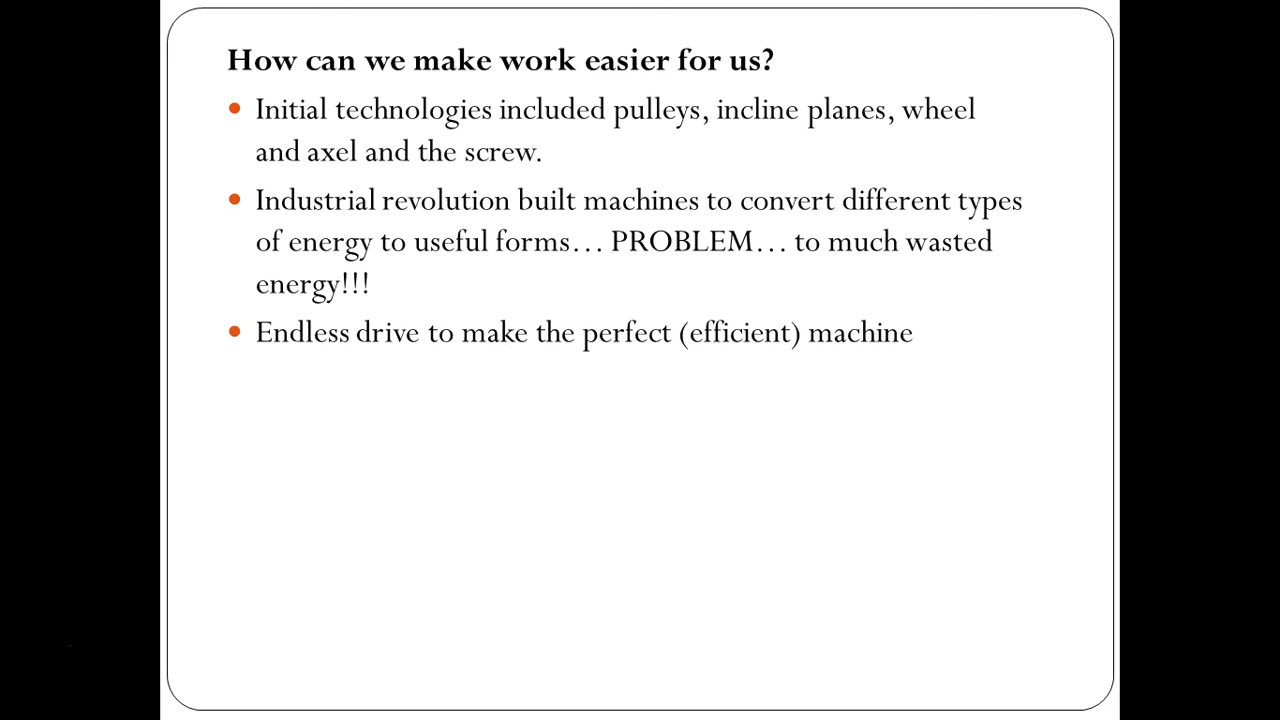 How can we make work easier for us?
• Initial technologies included pulleys, incline planes, wheel
and axel and the screw.
• Industrial revolution built machines to convert different types
of energy to useful forms… PROBLEM… to much wasted
energy!!!
• Endless drive to make the perfect (efficient) machine